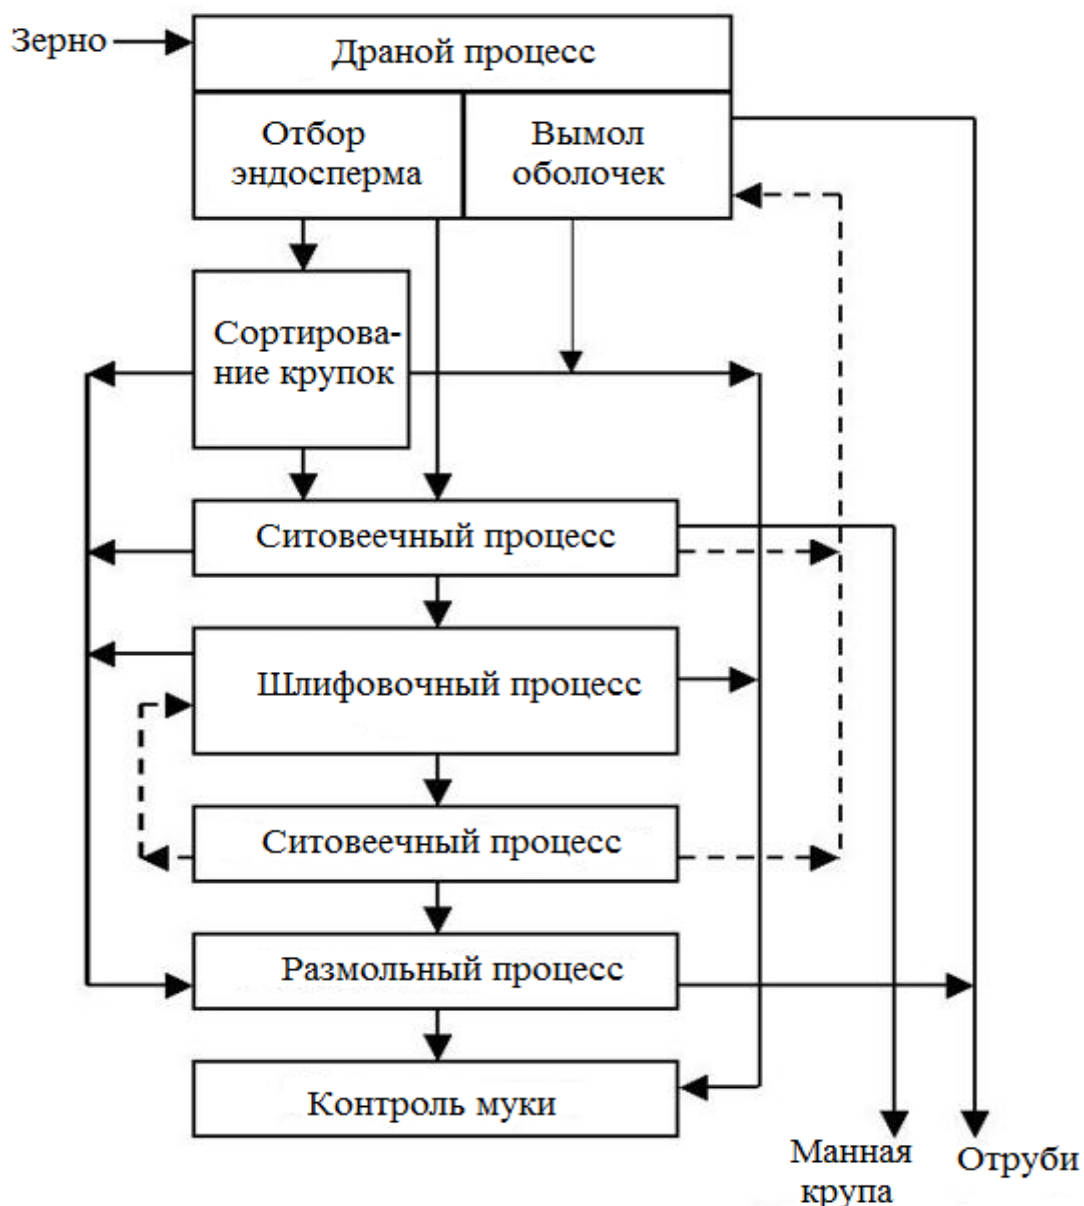 Зерно
Драной процесс
Отбор
эндосперма
Вымол
оболочек
Сортирова-
ние крупок
Ситовеечный процесс
Шлифовочный процесс
Ситовеечный процесс
Размольный процесс
Контроль муки
Манная
крупа
Отруби